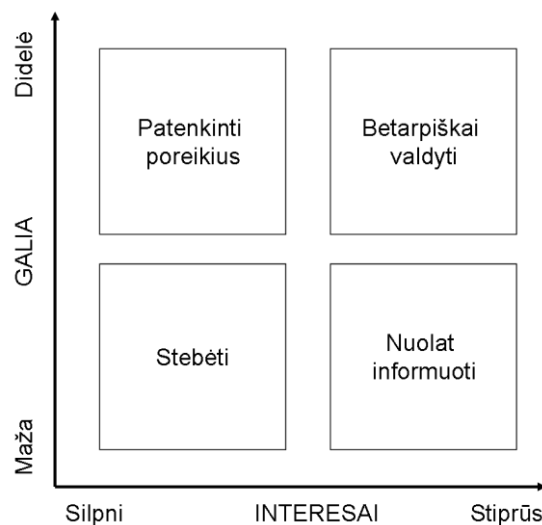 Didelė
GALIA
Maža
Patenkinti
poreikius
Betarpiškai
valdyti
Stebėti
Nuolat
informuoti
Silpni
INTERESAI
Stiprūs